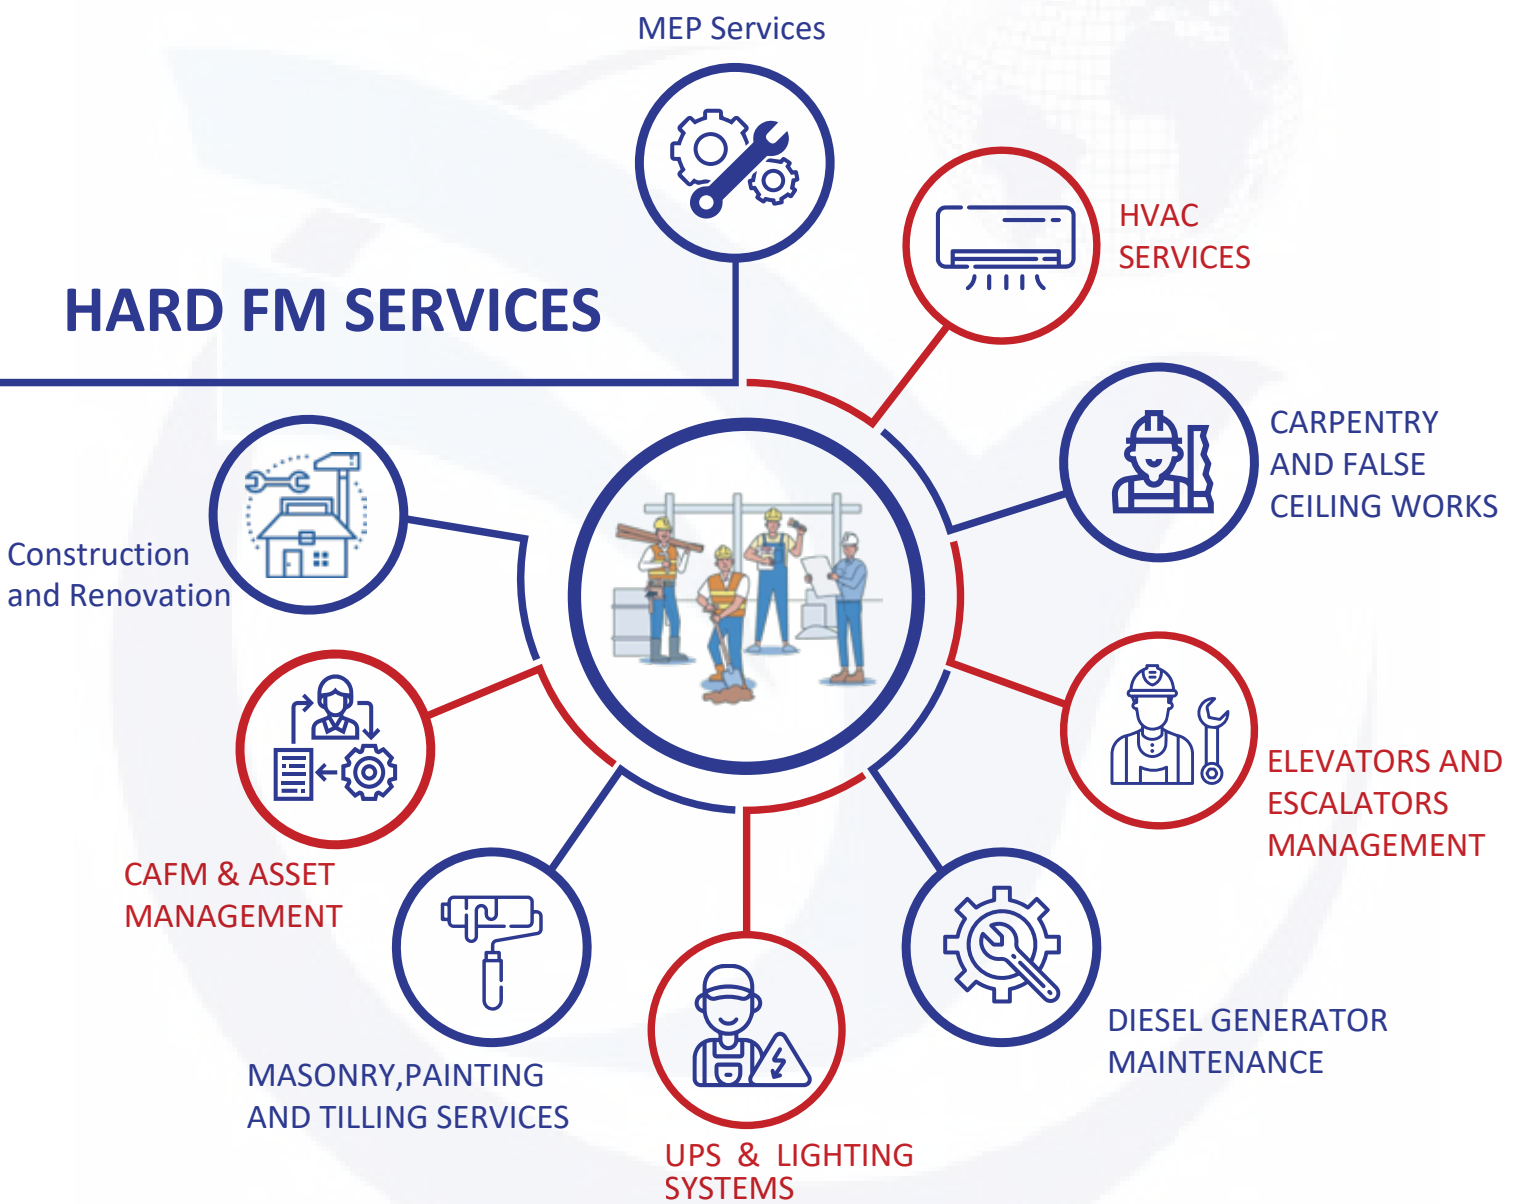 MEP Services
HVAC
SERVICES
HARD FM SERVICES
CARPENTRY
AND FALSE
CEILING WORKS
Construction
and Renovation
ELEVATORS AND
ESCALATORS
MANAGEMENT
CAFM & ASSET
MANAGEMENT
DIESEL GENERATOR
MAINTENANCE
MASONRY,PAINTING
AND TILLING SERVICES
UPS & LIGHTING
SYSTEMS